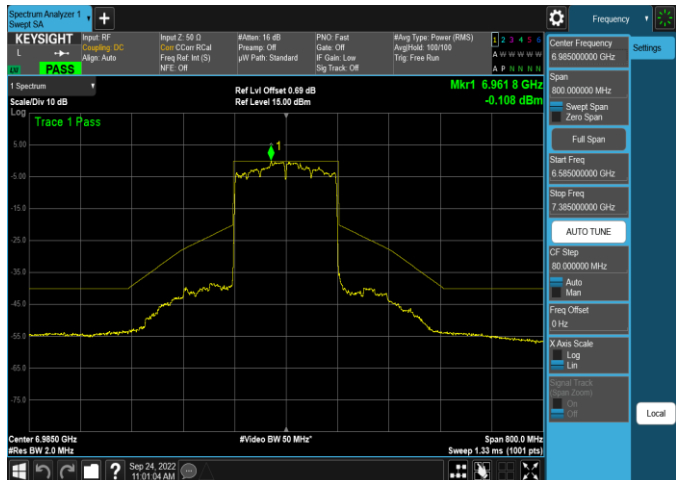 Spectrum Analyzer 1
Swept SA
Frequency
KEYSIGHT
L
LXI
PASS
Input: RF
Coupling: DC
Align: Auto
Input Z: 50 Ω
Corr CCorr RCal
Freq Ref: Int (S)
NFE: Off
#Atten: 16 dB
Preamp: Off
µW Path: Standard
PNO: Fast
Gate: Off
IF Gain: Low
Sig Track: Off
#Avg Type: Power (RMS)
Avg|Hold: 100/100
Trig: Free Run
1 2 3 4 5 6
A W W W W W
A P N N N N
1 Spectrum
Scale/Div 10 dB
Log
Ref Lvl Offset 0.69 dB
Ref Level 15.00 dBm
Mkr1 6.961 8 GHz
-0.108 dBm
Trace 1 Pass
1
5.00
-5.00
-15.0
-25.0
-35.0
-45.0
-55.0
-65.0
-75.0
Center 6.9850 GHz
#Res BW 2.0 MHz
#Video BW 50 MHz*
Span 800.0 MHz
Sweep 1.33 ms (1001 pts)
Sep 24, 2022
11:01:04 AM
?
Center Frequency
6.985000000 GHz
Span
800.000000 MHz
Swept Span
Zero Span
Full Span
Start Freq
6.585000000 GHz
Stop Freq
7.385000000 GHz
AUTO TUNE
CF Step
80.000000 MHz
Auto
Man
Freq Offset
0 Hz
X Axis Scale
Log
Lin
Signal Track
(Span Zoom)
On
Off
Settings
Local